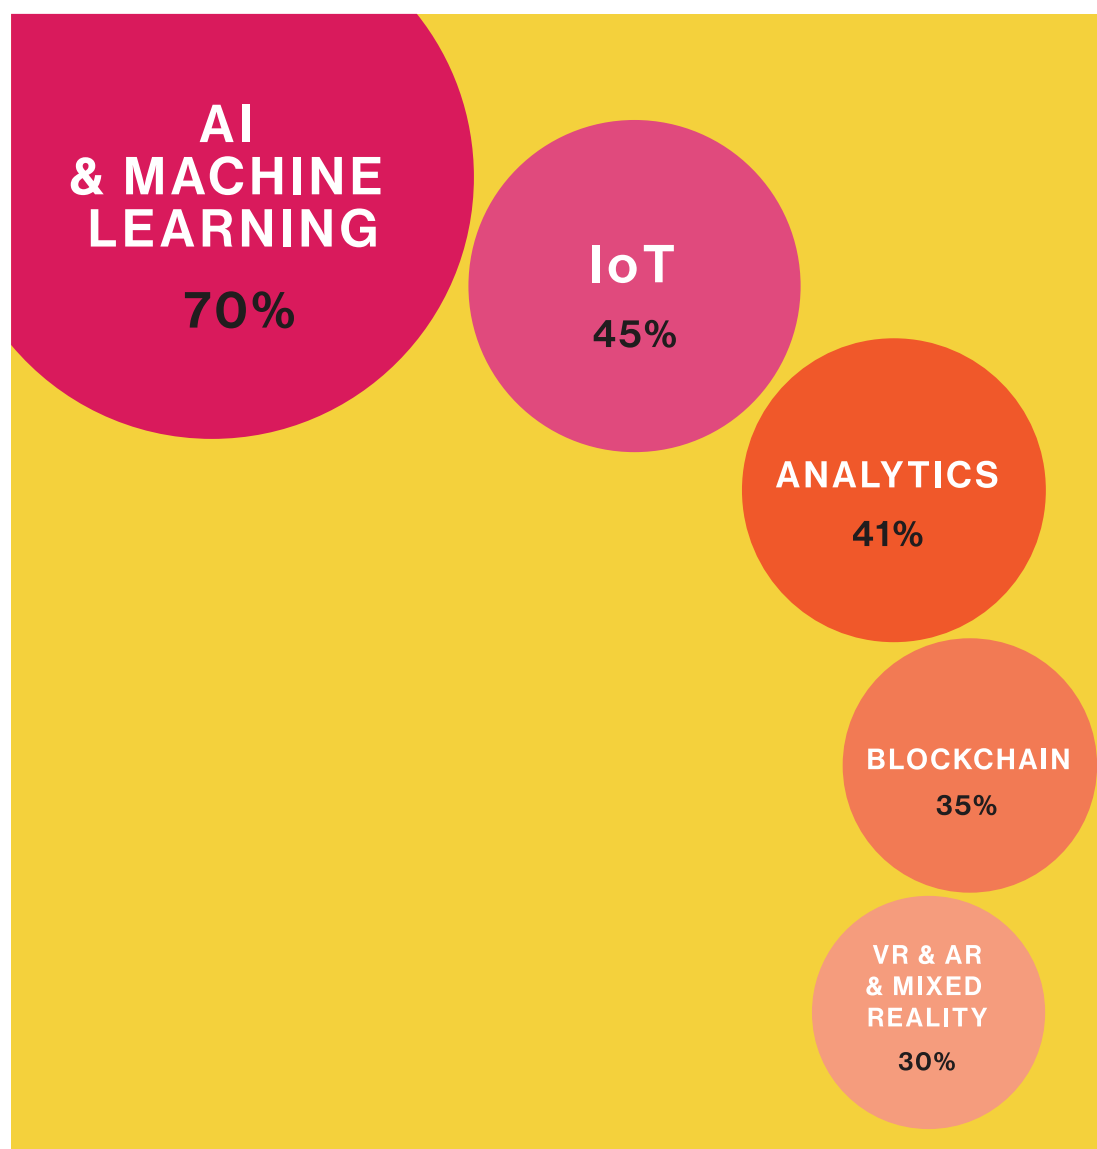 AI
& MACHINE
LEARNING
70%
IoT
45%
ANALYTICS
41%
BLOCKCHAIN
35%
VR & AR
& MIXED
REALITY
30%